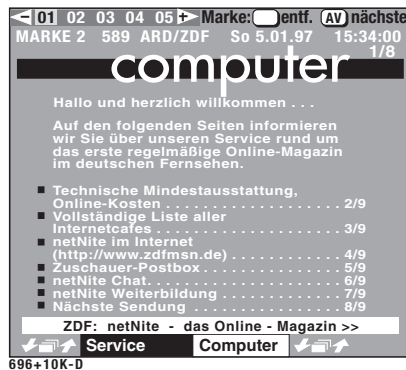 - 01 02 03 04 05 + Marke: entf. AV nächste
MARKE 2 589 ARD/ZDF So 5.01.97 15:34:00
1/8
computer
Hallo und herzlich willkommen . . .
Auf den folgenden Seiten informieren
wir Sie über unseren Service rund um
das erste regelmäßige Online-Magazin
im deutschen Fernsehen.
■ Technische Mindestausstattung,
Online-Kosten . . . . . . . . . . . . . . . . . . . 2/9
■ Vollständige Liste aller
Internetcafes . . . . . . . . . . . . . . . . . . . . 3/9
■ netNite im Internet
(http://www.zdfmsn.de) . . . . . . . . . . . 4/9
■ Zuschauer-Postbox . . . . . . . . . . . . . . 5/9
■ netNite Chat. . . . . . . . . . . . . . . . . . . . 6/9
■ netNite Weiterbildung . . . . . . . . . . . 7/9
■ Nächste Sendung . . . . . . . . . . . . . . . 8/9
ZDF: netNite - das Online - Magazin >>
Service Computer
696+10K-D